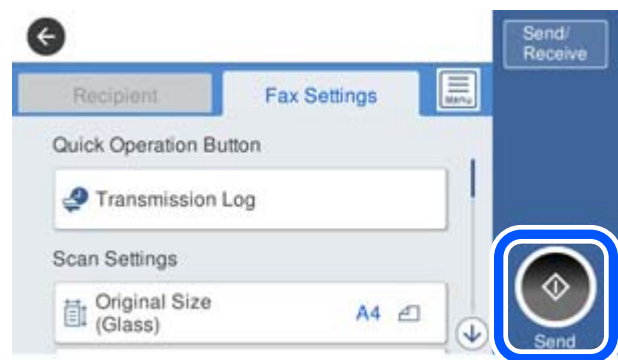 Send/
Receive
Recipient
Fax Settings
Menu
Quick Operation Button
Transmission Log
Scan Settings
Original Size
(Glass)
A4
Send